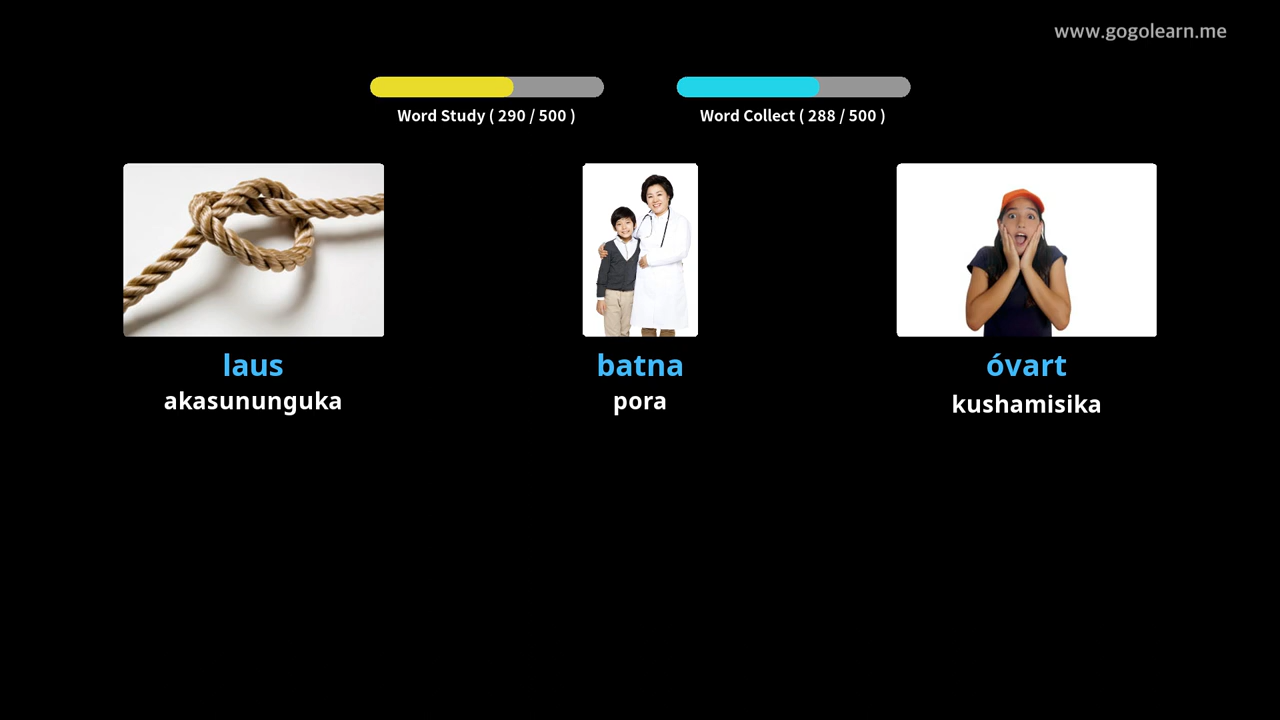 www.gogolearn.me
Word Study ( 290 / 500 )
Word Collect ( 288 / 500 )
laus
akasununguka
batna
pora
óvart
kushamisika